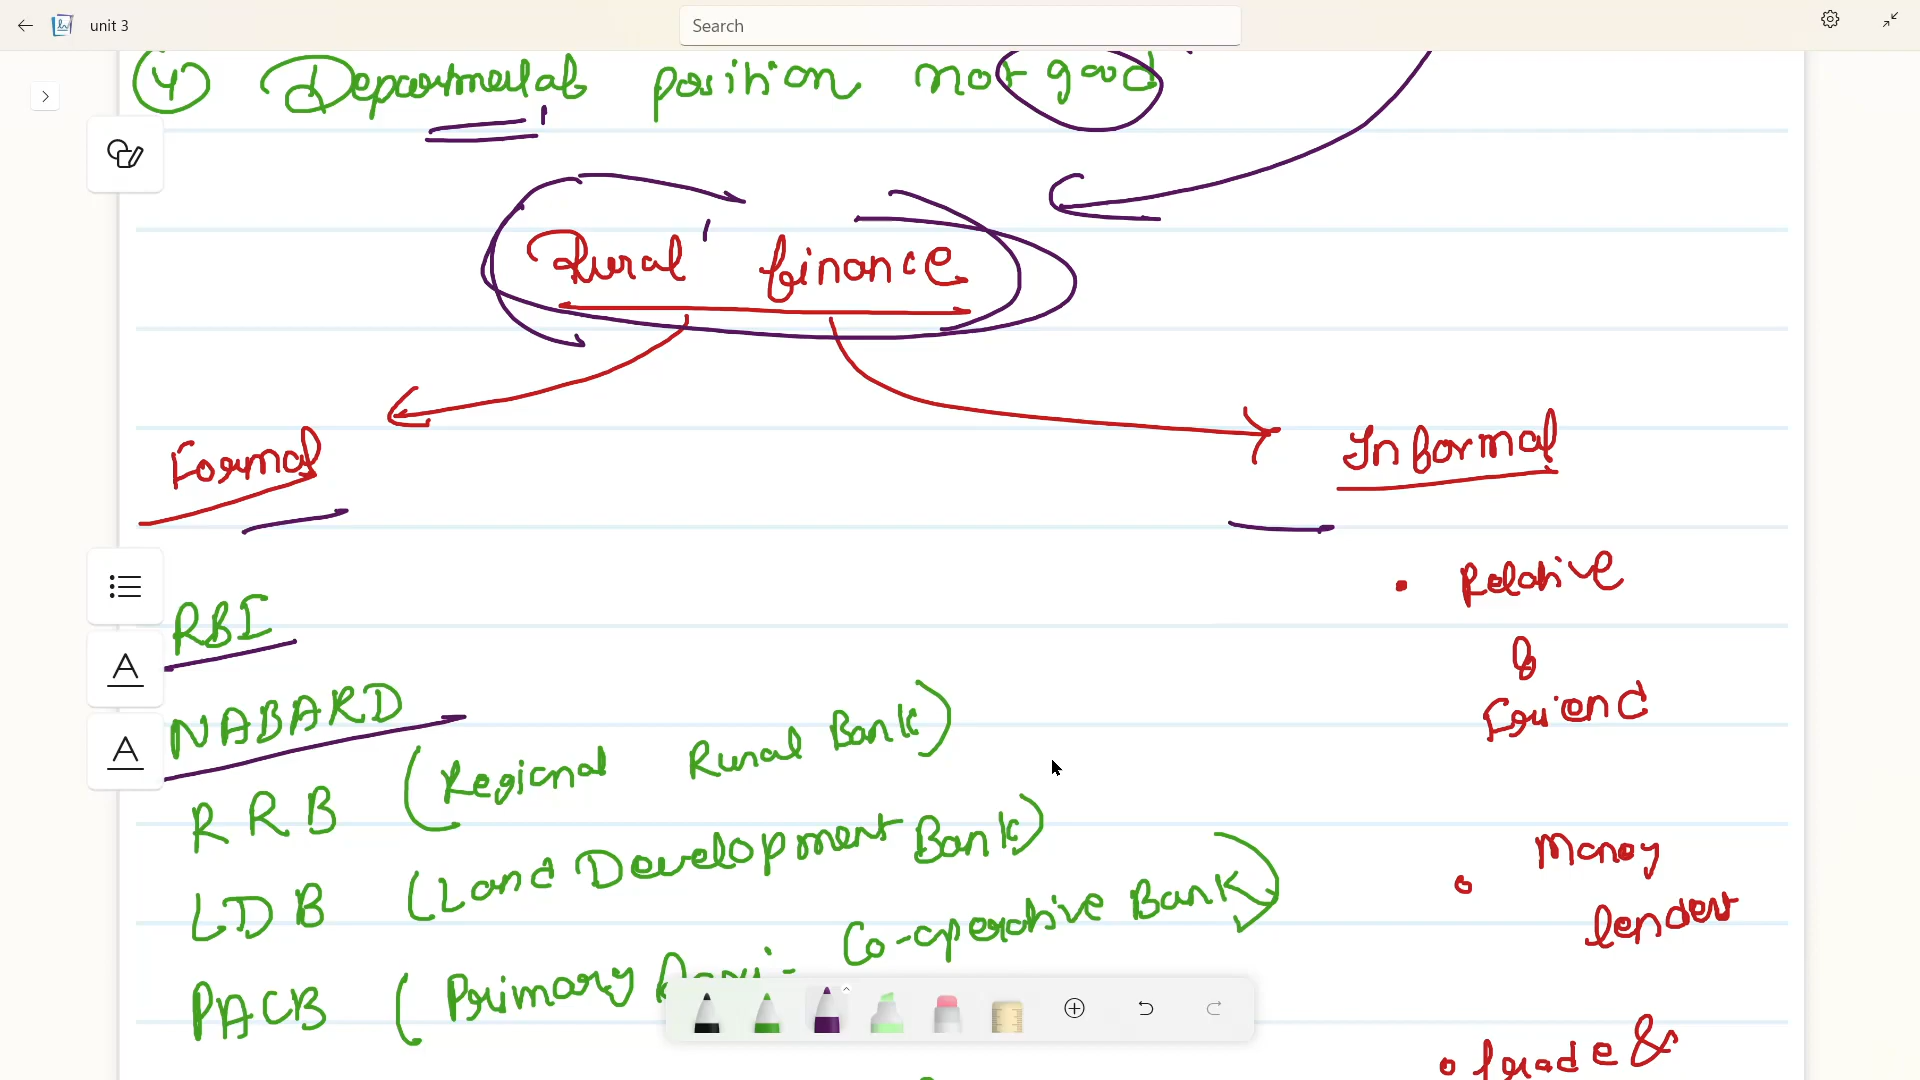 unit 3
Search
4 Departmental position not good
Rural finance
Formal
Informal
RBI
• Relative
&
Friend
NABARD
RRB (Regional Rural Bank)
LDB (Land Development Bank)
• Money
lender
PACB (Primary Agri- Co-operative Bank)
• Trade &